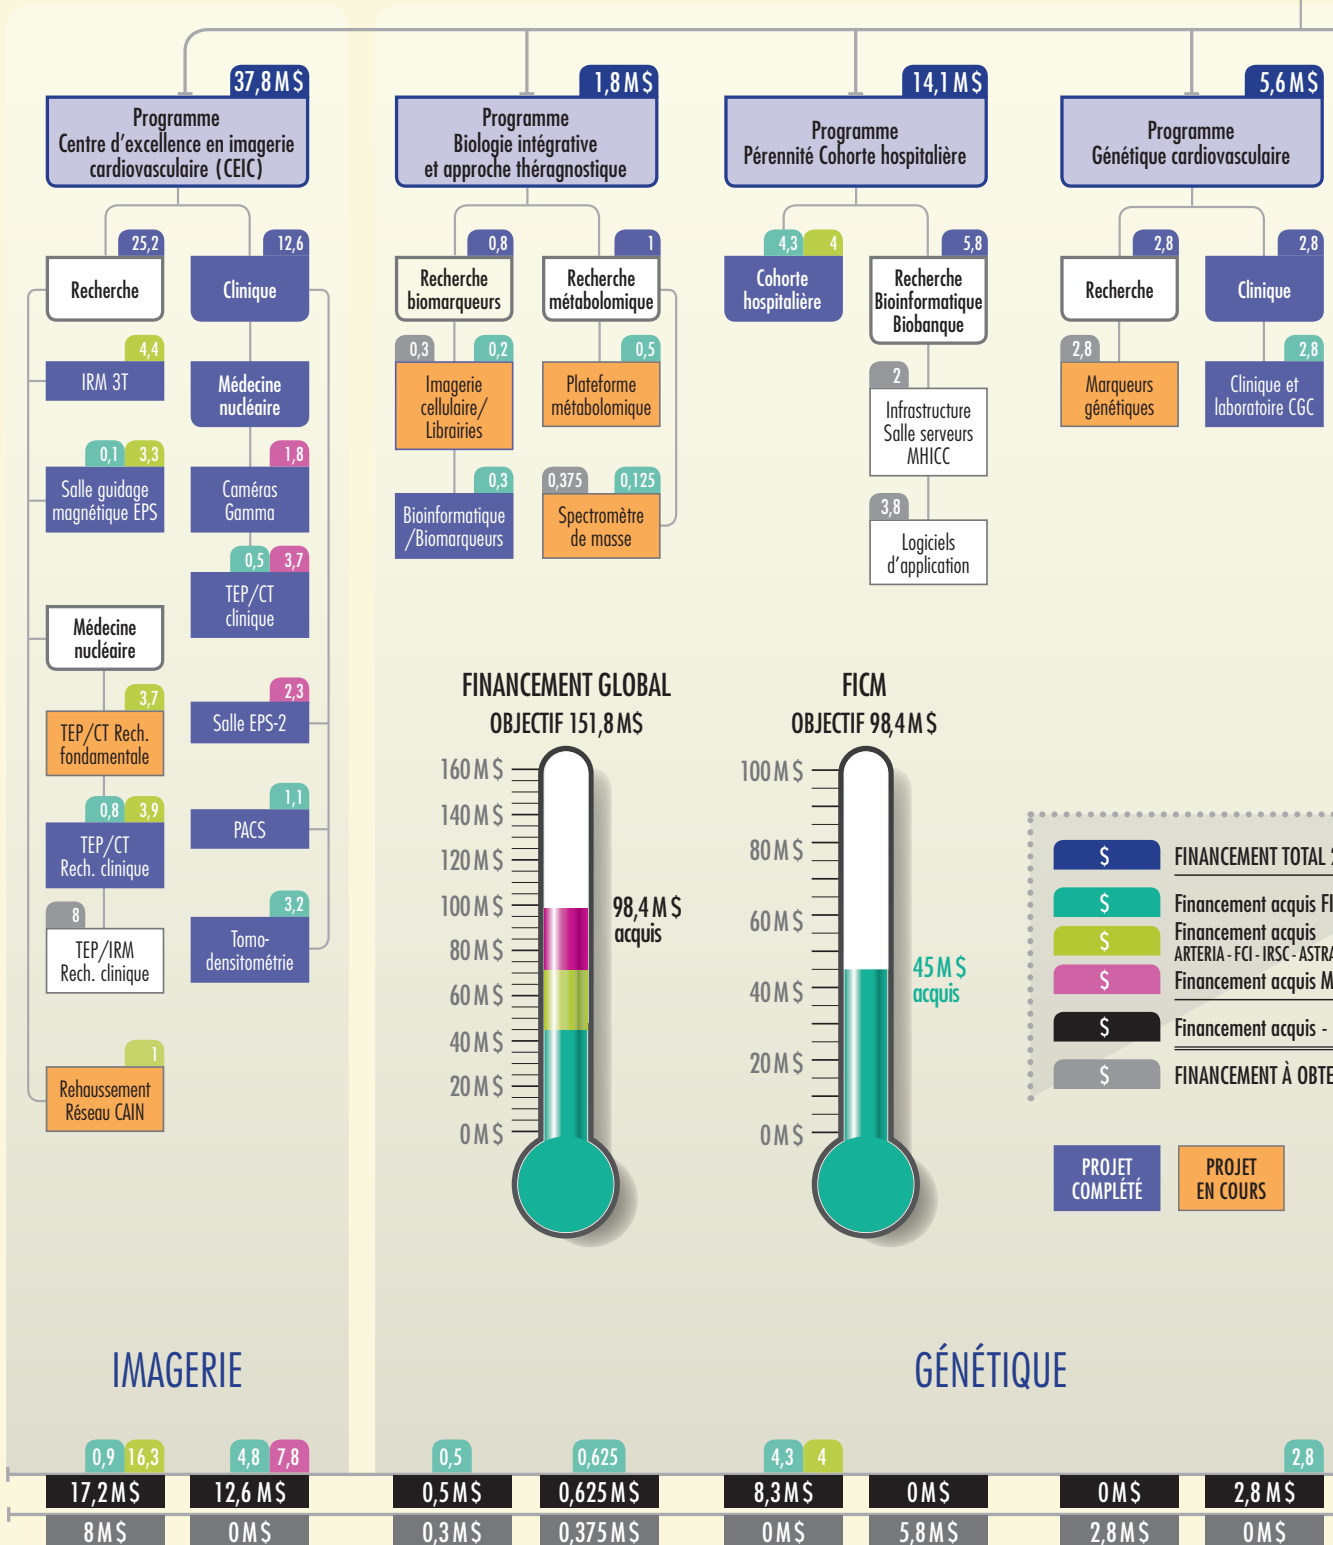 37,8 M $
Programme
Centre d'excellence en imagerie
cardiovasculaire (CEIC)
25,2
Recherche
4,4
IRM 3T
0,1 3,3
Salle guidage
magnétique EPS
Médecine
nucléaire
3,7
TEP/CT Rech.
fondamentale
0,8 3,9
TEP/CT
Rech. clinique
8
TEP/IRM
Rech. clinique
1
Rehaussement
Réseau CAIN
12,6
Clinique
Médecine
nucléaire
1,8
Caméras
Gamma
0,5 3,7
TEP/CT
clinique
2,3
Salle EPS-2
1,1
PACS
3,2
Tomo-
densitométrie
1,8 M $
Programme
Biologie intégrative
et approche théragnostique
0,8
Recherche
biomarqueurs
0,3 0,2
Imagerie
cellulaire/
Librairies
0,3
Bioinformatique
/Biomarqueurs
1
Recherche
métabolomique
0,5
Plateforme
métabolomique
0,375 0,125
Spectromètre
de masse
14,1 M $
Programme
Pérennité Cohorte hospitalière
4,3 4
Cohorte
hospitalière
5,8
Recherche
Bioinformatique
Biobanque
2
Infrastructure
Salle serveurs
MHICC
3,8
Logiciels
d'application
5,6 M $
Programme
Génétique cardiovasculaire
2,8
Recherche
2,8
Marqueurs
génétiques
2,8
Clinique
2,8
Clinique et
laboratoire CGC
FINANCEMENT GLOBAL
OBJECTIF 151,8 M$
160 M $
140 M $
120 M $
100 M $
80 M $
60 M $
40 M $
20 M $
0 M $
98,4 M $
acquis
FICM
OBJECTIF 98,4 M $
100 M $
80 M $
60 M $
40 M $
20 M $
0 M $
45 M $
acquis
$ FINANCEMENT TOTAL
$ Financement acquis
$ Financement acquis
ARTERIA - FCI - IRSC -
$ Financement acquis
$ Financement acquis -
$ FINANCEMENT À
PROJET
COMPLÉTÉ
PROJET
EN COURS
IMAGERIE
GÉNÉTIQUE
0,9 16,3 4,8 7,8 0,5 0,625 4,3 4 2,8
17,2 M $ 12,6 M $ 0,5 M $ 0,625 M $ 8,3 M $ 0 M $ 0 M $ 2,8 M $
8 M $ 0 M $ 0,3 M $ 0,375 M $ 0 M $ 5,8 M $ 2,8 M $ 0 M $